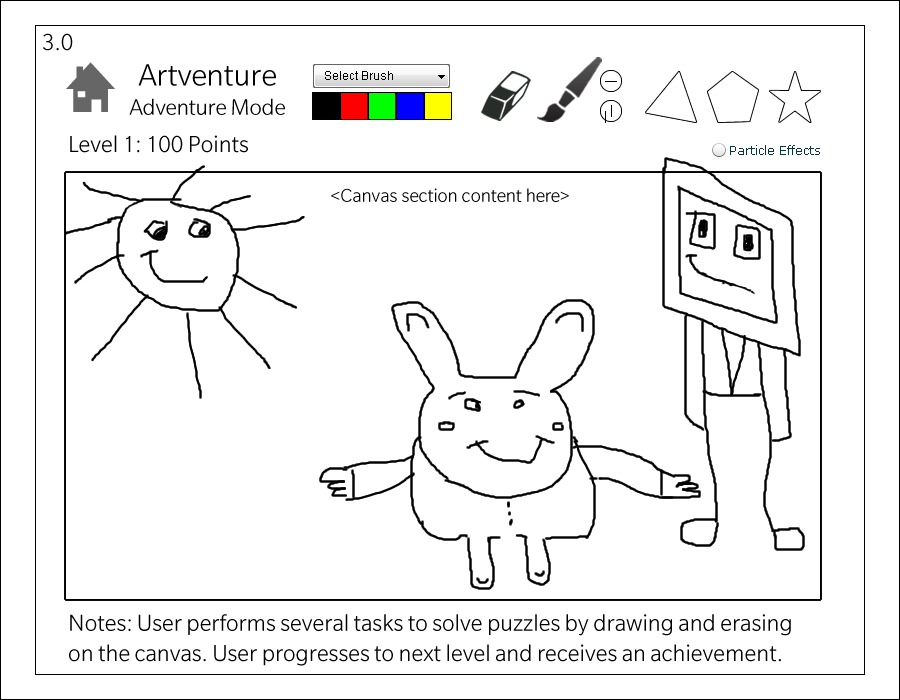 3.0
Artventure
Adventure Mode
Select Brush
Level 1: 100 Points
Particle Effects
<Canvas section content here>
Notes: User performs several tasks to solve puzzles by drawing and erasing
on the canvas. User progresses to next level and receives an achievement.